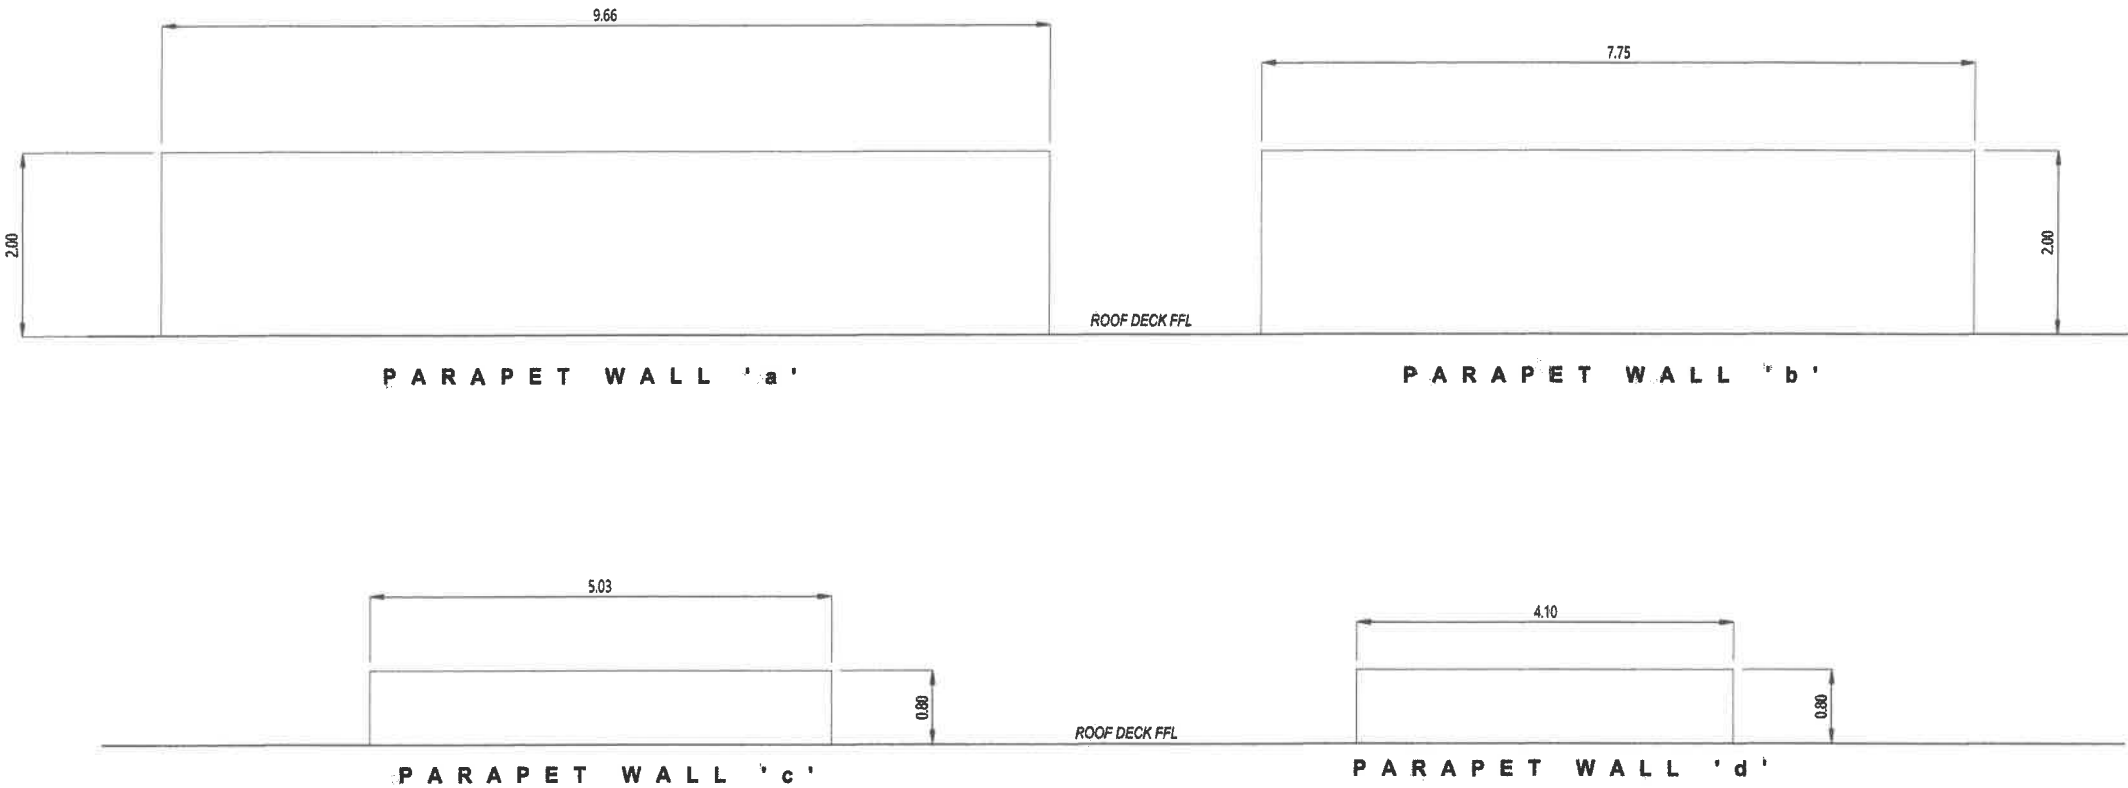 9.66
7.75
2.00
2.00
ROOF DECK FFL
PARAPET WALL 'a'
PARAPET WALL 'b'
5.03
4.10
0.80
0.80
ROOF DECK FFL
PARAPET WALL 'c'
PARAPET WALL 'd'